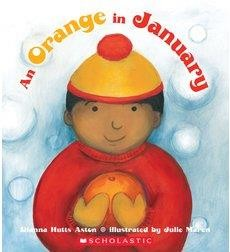 An Orange in January
Dianna Hutts Aston • illustrated by Julie Maren
SCHOLASTIC